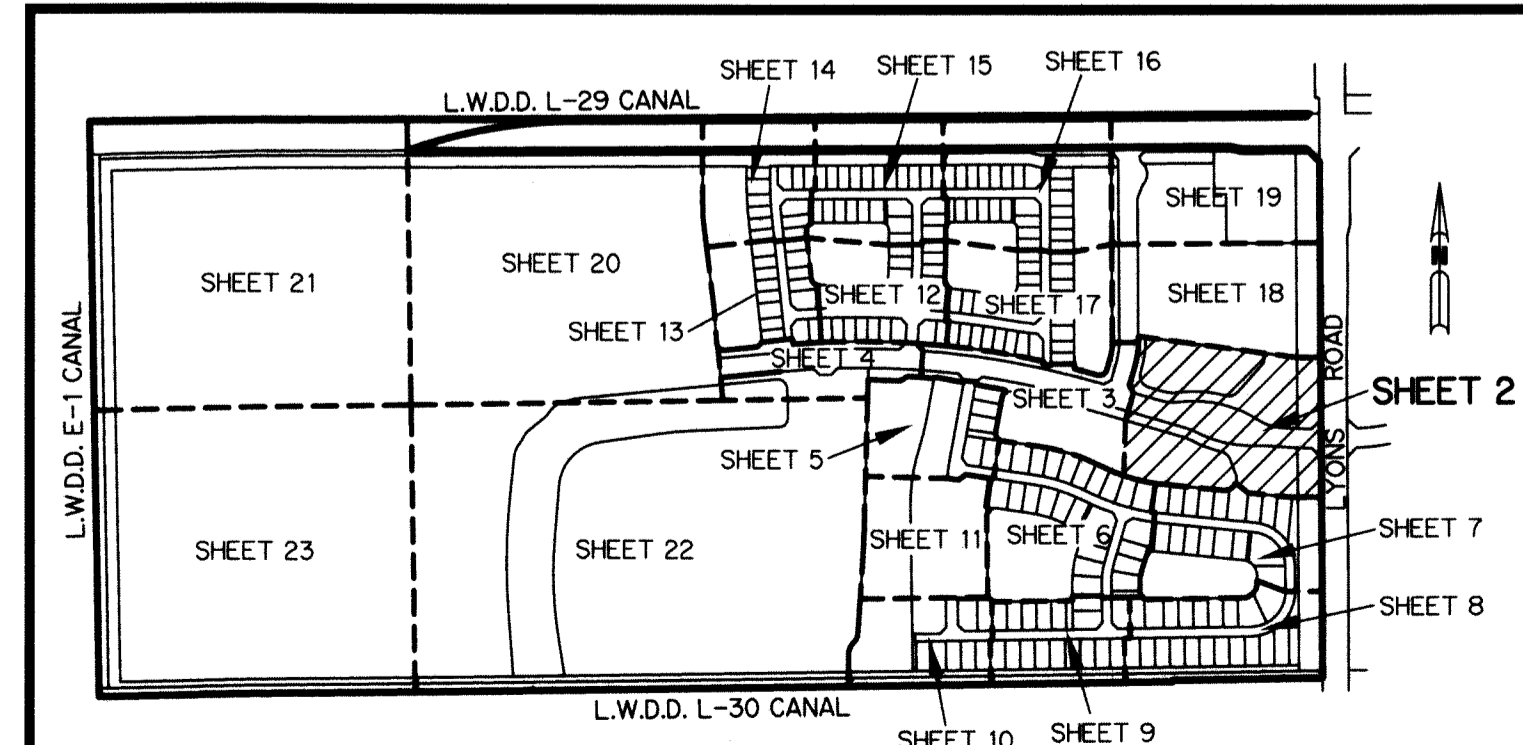 SHEET 14
SHEET 15
SHEET 16
L.W.D.D. L-29 CANAL
SHEET 19
SHEET 20
SHEET 21
SHEET 12
SHEET 17
SHEET 18
SHEET 13
SHEET 4
L.W.D.D. E-1 CANAL
SHEET 3
SHEET 2
LYONS ROAD
SHEET 5
SHEET 23
SHEET 22
SHEET 11
SHEET 6
SHEET 7
SHEET 8
L.W.D.D. L-30 CANAL
SHEET 10
SHEET 9
N